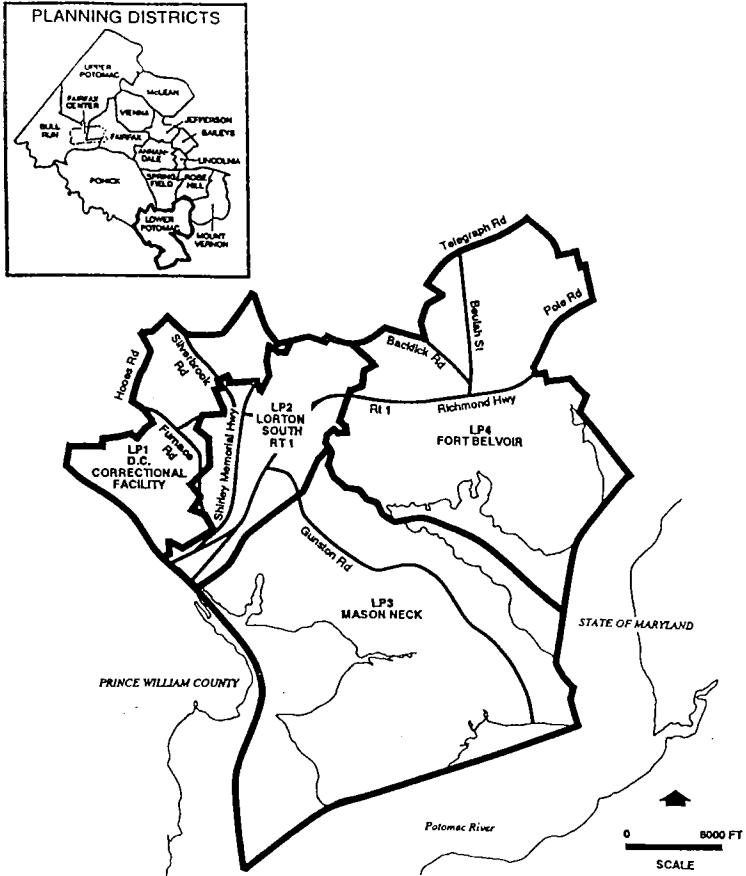 PLANNING DISTRICTS
UPPER
POTOMAC
McLEAN
FAIRFAX
CENTER
VIENNA
JEFFERSON
BAILEYS
BULL
RUN
FAIRFAX
ANNAN-
DALE
LINCOLNIA
POHICK
SPRING
FIELD
ROSE
HILL
LOWER
POTOMAC
MOUNT
VERNON
Telegraph Rd
Beulah St
Pole Rd
Backlick Rd
Hooes Rd
Silverbrook
Rd
Rt 1
Richmond Hwy
LP2
LORTON
SOUTH
RT 1
LP4
FORT BELVOIR
Furnace
Rd
LP1
D.C.
CORRECTIONAL
FACILITY
Shirley Memorial Hwy
Gunston Rd
LP3
MASON NECK
STATE OF MARYLAND
PRINCE WILLIAM COUNTY
Potomac River
0 8000 FT
SCALE